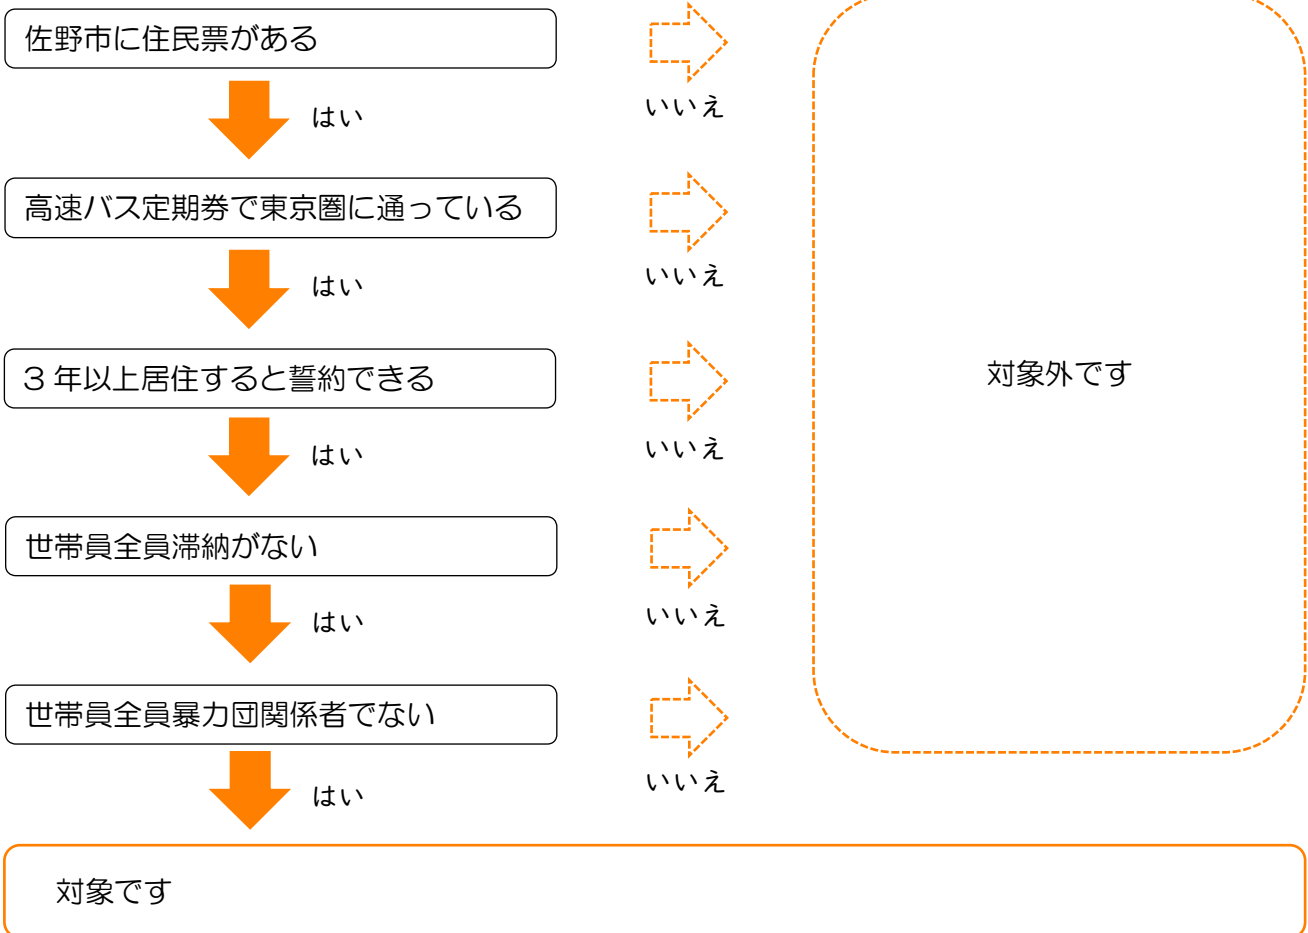 佐野市に住民票がある
いいえ
はい
高速バス定期券で東京圏に通っている
いいえ
はい
3 年以上居住すると誓約できる
対象外です
いいえ
はい
世帯員全員滞納がない
いいえ
はい
世帯員全員暴力団関係者でない
いいえ
はい
対象です